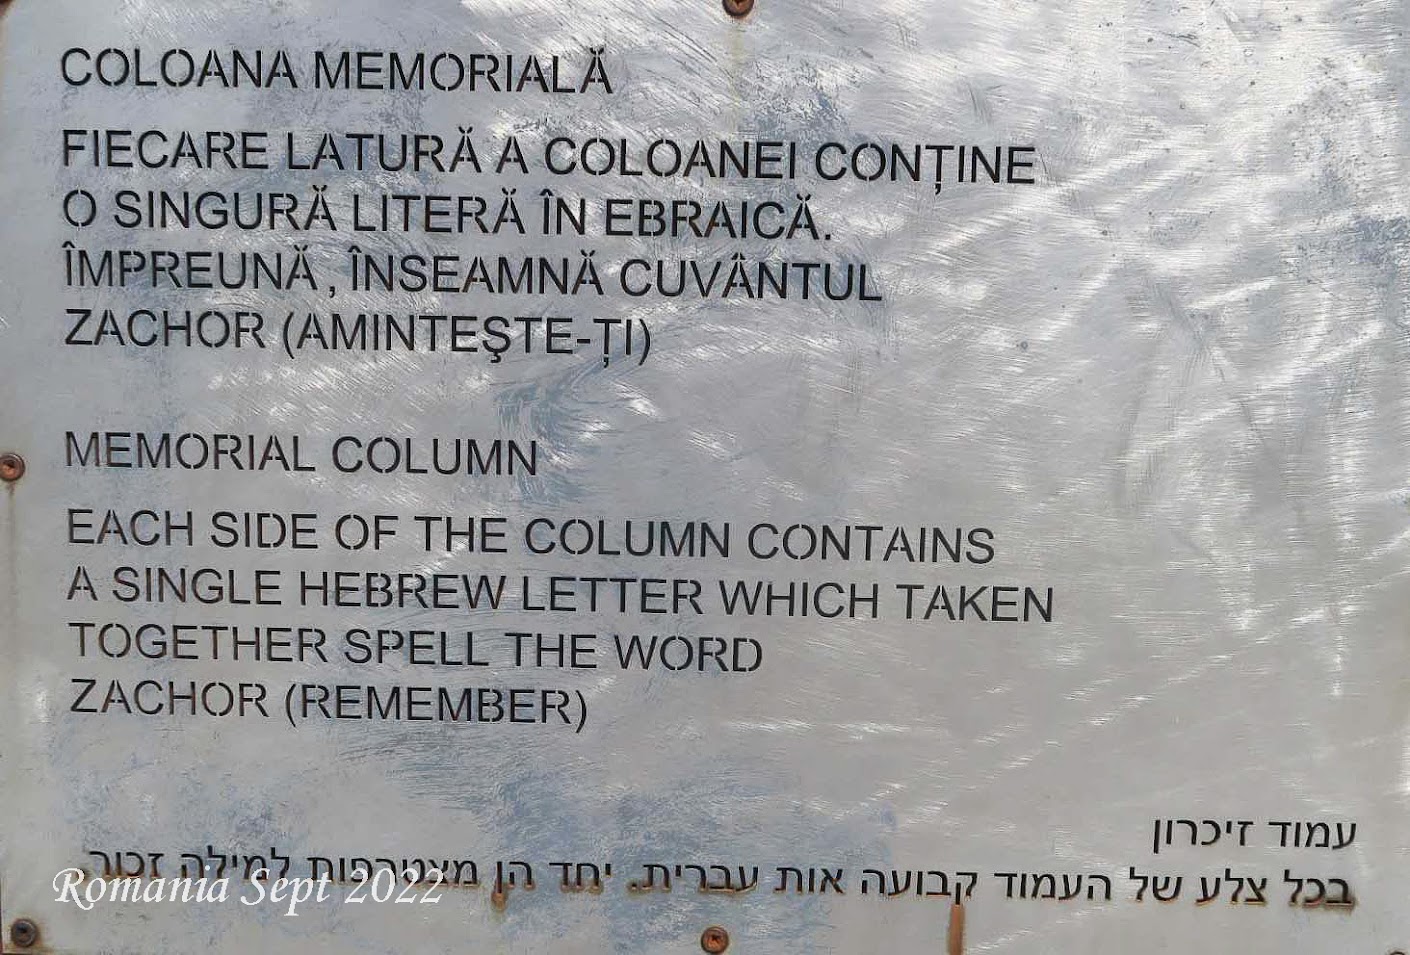 COLOANA MEMORIALĂ
FIECARE LATURĂ A COLOANEI CONȚINE
O SINGURĂ LITERĂ ÎN EBRAICĂ.
ÎMPREUNĂ, ÎNSEAMNĂ CUVÂNTUL
ZACHOR (AMINTEŞTE-ȚI)
MEMORIAL COLUMN
EACH SIDE OF THE COLUMN CONTAINS
A SINGLE HEBREW LETTER WHICH TAKEN
TOGETHER SPELL THE WORD
ZACHOR (REMEMBER)
עמוד זיכרון
בכל צלע של העמוד קבועה אות עברית. יחד הן מצטרפות למילה זכור
Romania Sept 2022